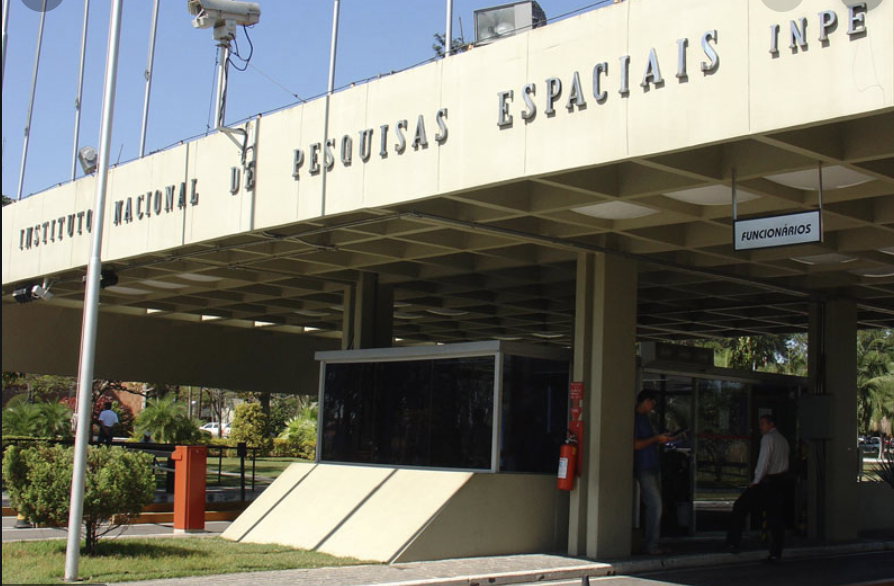 INSTITUTO NACIONAL DE PESQUISAS ESPACIAIS INPE
FUNCIONÁRIOS